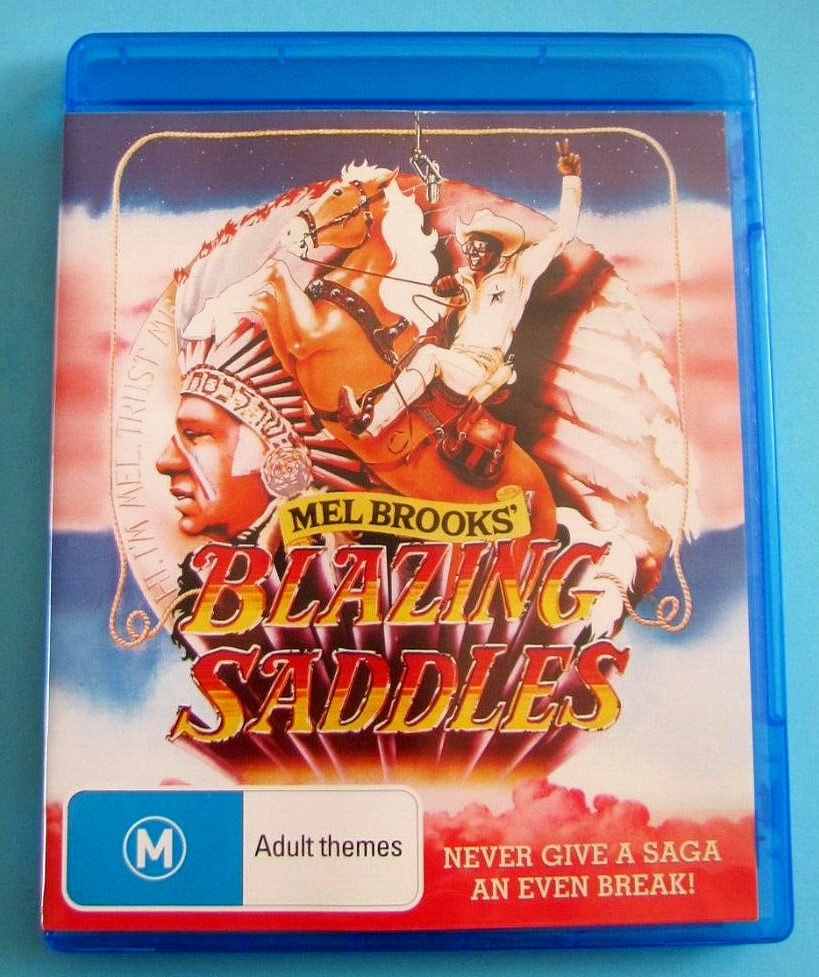 HI, I'M MEL, TRUST ME
MEL BROOKS'
BLAZING
SADDLES
M
Adult themes
NEVER GIVE A SAGA
AN EVEN BREAK!